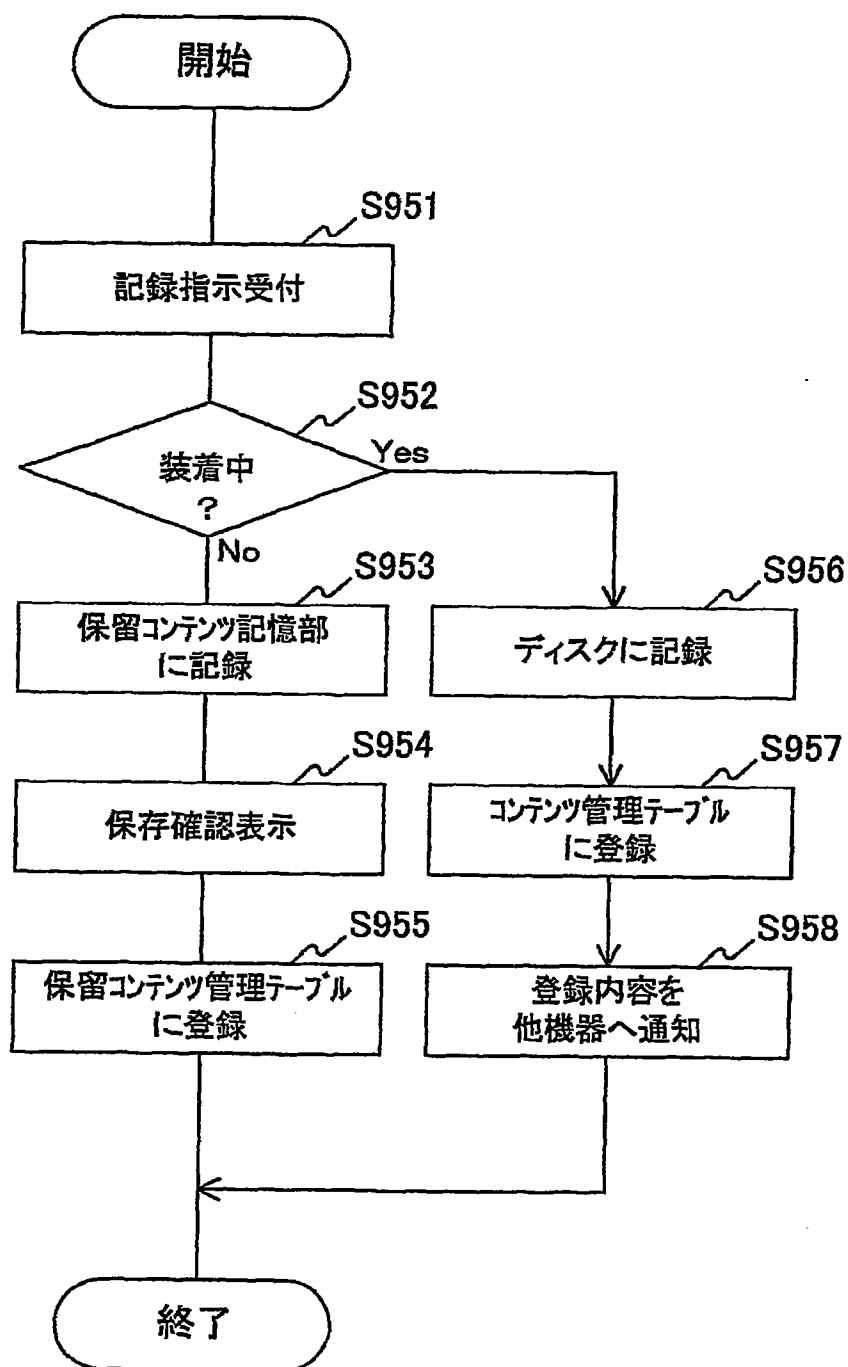 開始
S951
記録指示受付
S952
装着中
?
Yes
No
S953
保留コンテンツ記憶部
に記録
S954
保存確認表示
S955
保留コンテンツ管理テーブル
に登録
S956
ディスクに記録
S957
コンテンツ管理テーブル
に登録
S958
登録内容を
他機器へ通知
終了